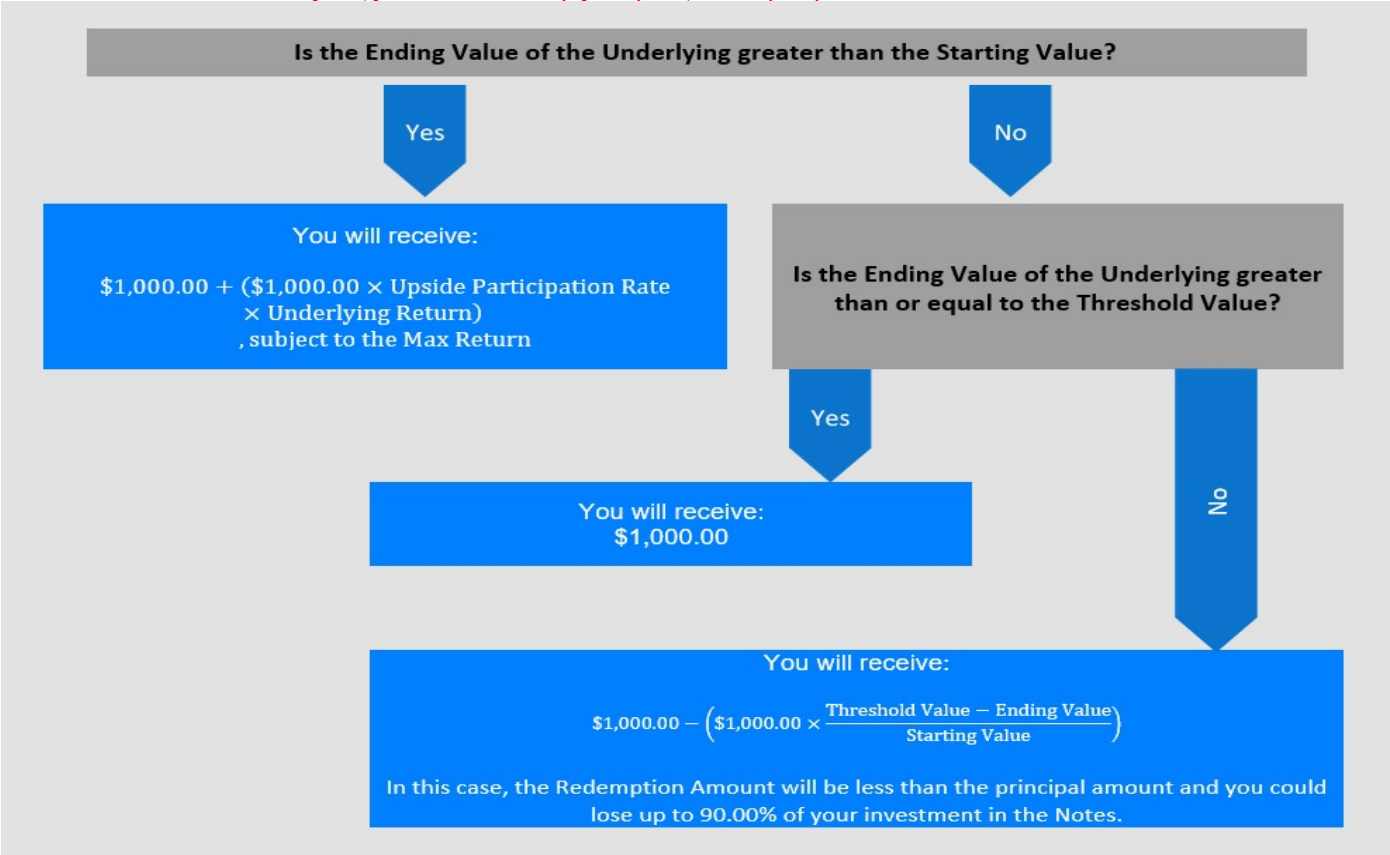 Is the Ending Value of the Underlying greater than the Starting Value?
Yes
No
You will receive:
$1,000.00 + ($1,000.00 × Upside Participation Rate
× Underlying Return)
, subject to the Max Return
Is the Ending Value of the Underlying greater
than or equal to the Threshold Value?
Yes
No
You will receive:
$1,000.00
You will receive:
$1,000.00 − ($1,000.00 × (Threshold Value − Ending Value) / Starting Value)
In this case, the Redemption Amount will be less than the principal amount and you could
lose up to 90.00% of your investment in the Notes.